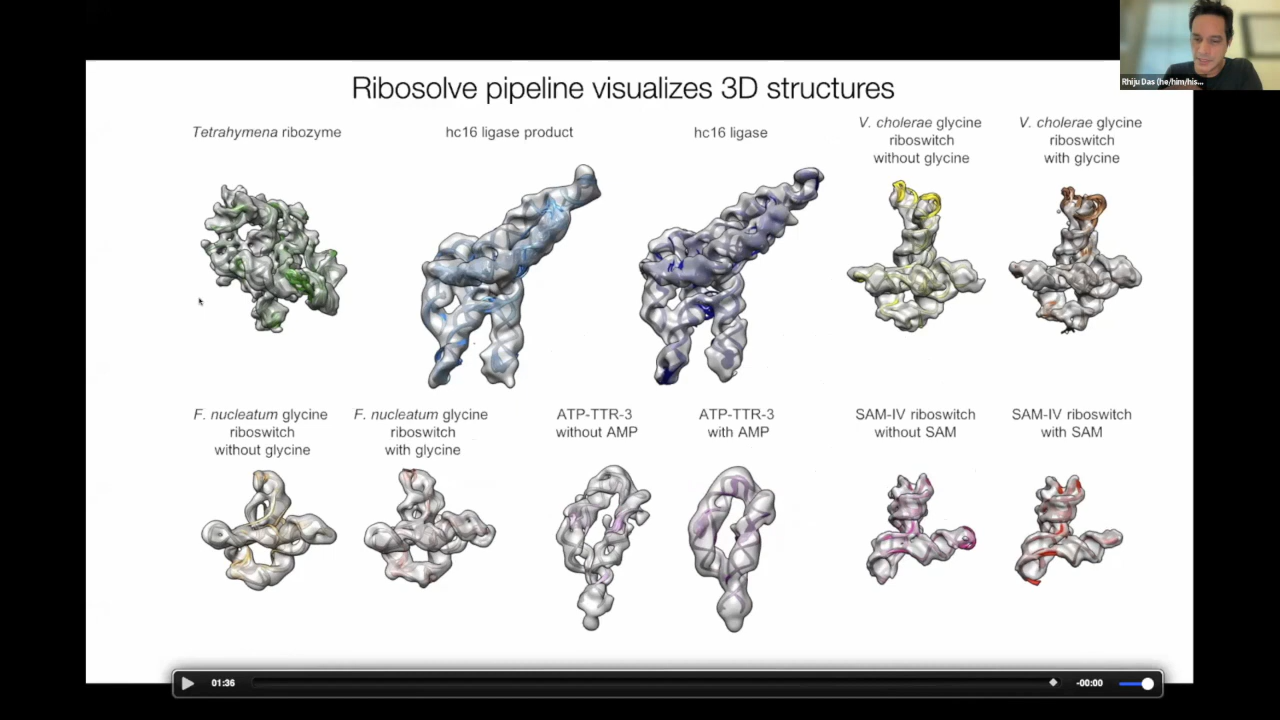 Rhiju Das (he/him/his...
Ribosolve pipeline visualizes 3D structures
Tetrahymena ribozyme
hc16 ligase product
hc16 ligase
V. cholerae glycine
riboswitch
without glycine
V. cholerae glycine
riboswitch
with glycine
F. nucleatum glycine
riboswitch
without glycine
F. nucleatum glycine
riboswitch
with glycine
ATP-TTR-3
without AMP
ATP-TTR-3
with AMP
SAM-IV riboswitch
without SAM
SAM-IV riboswitch
with SAM
01:36
-00:00